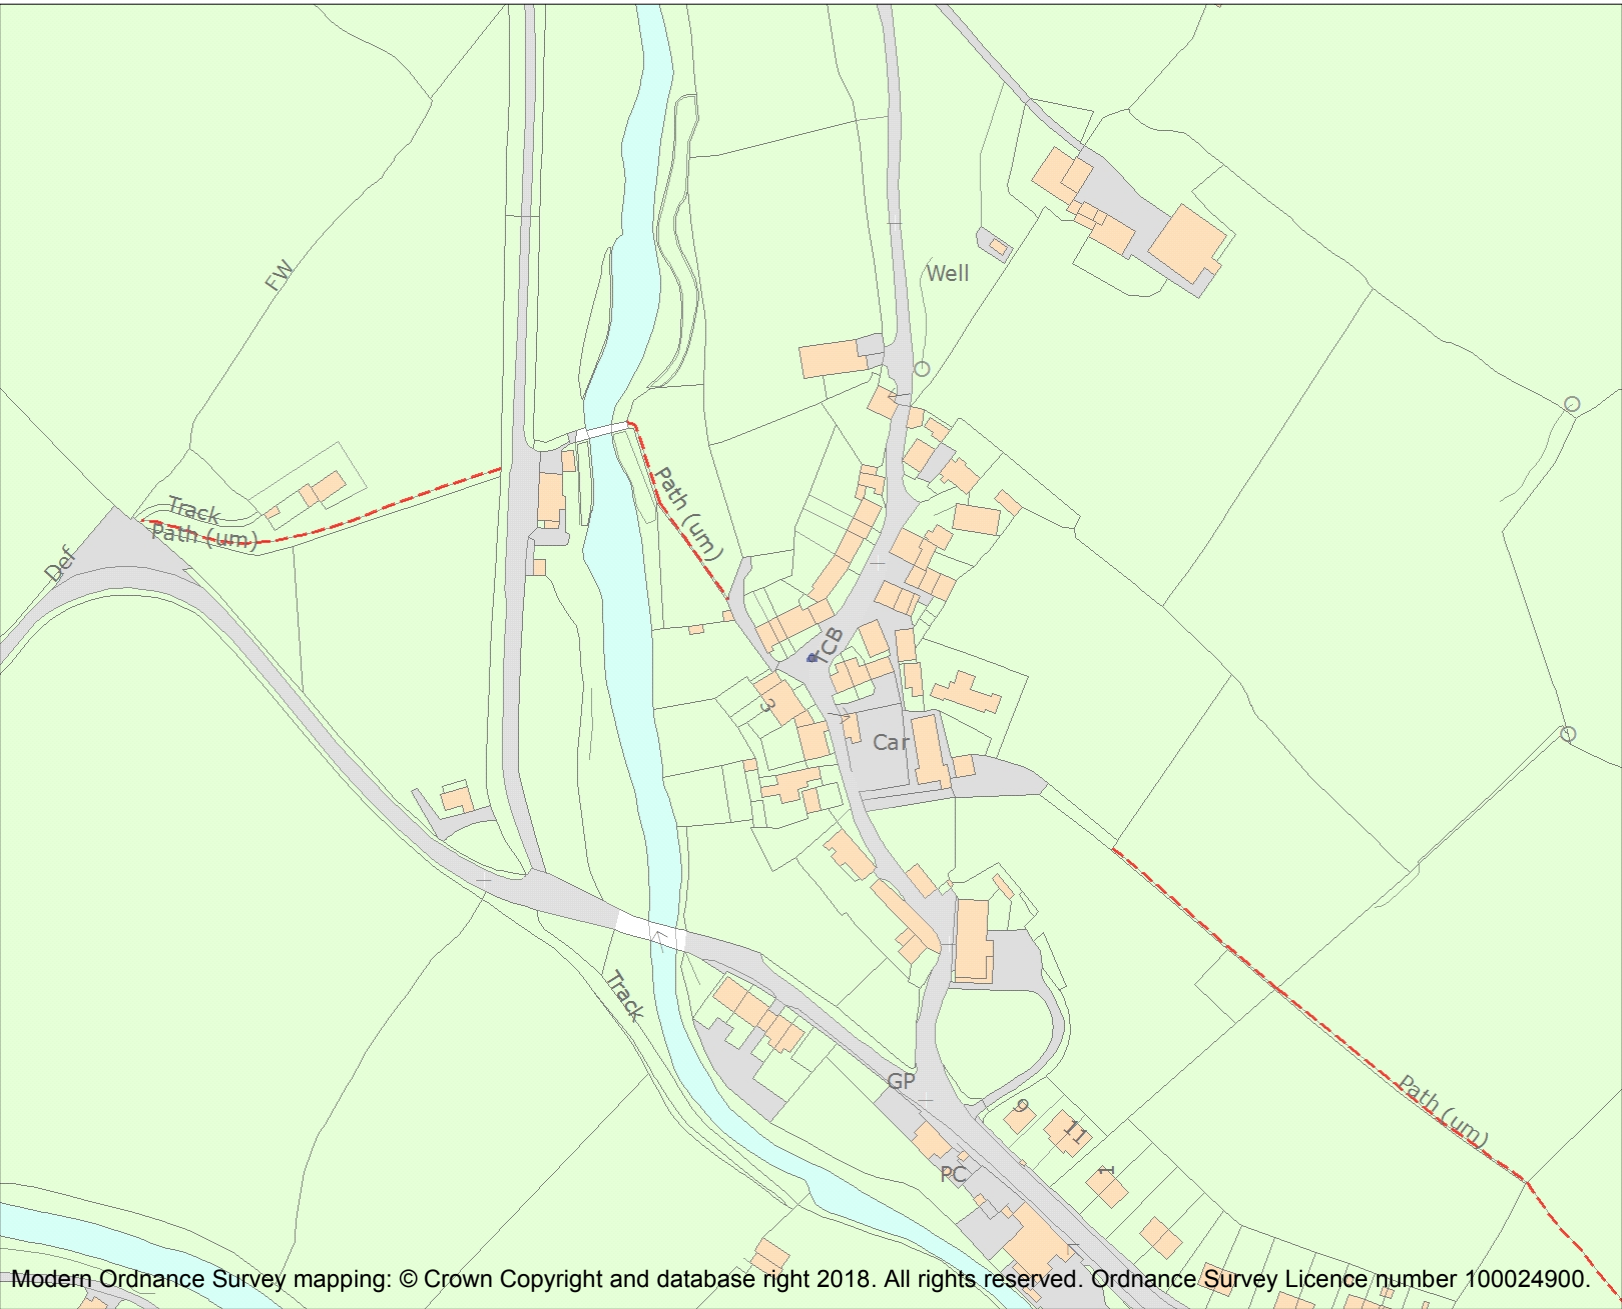 FW
Well
Track
Path (um)
Path (um)
Def
TCB
3
Car
Track
GP
9
11
1
PC
Path (um)
Modern Ordnance Survey mapping: © Crown Copyright and database right 2018. All rights reserved. Ordnance Survey Licence number 100024900.